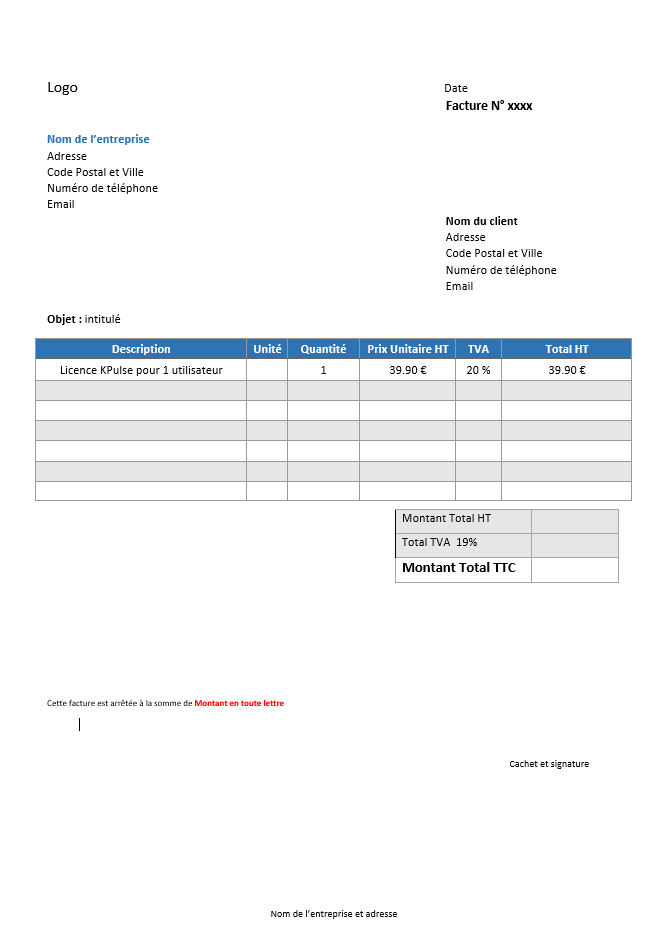 Logo
Date
Facture N° xxxx
Nom de l’entreprise
Adresse
Code Postal et Ville
Numéro de téléphone
Email
Nom du client
Adresse
Code Postal et Ville
Numéro de téléphone
Email
Objet : intitulé
Description Unité Quantité Prix Unitaire HT TVA Total HT
Licence KPulse pour 1 utilisateur 1 39.90 € 20 % 39.90 €
Montant Total HT
Total TVA 19%
Montant Total TTC
Cette facture est arrêtée à la somme de Montant en toute lettre
Cachet et signature
Nom de l’entreprise et adresse